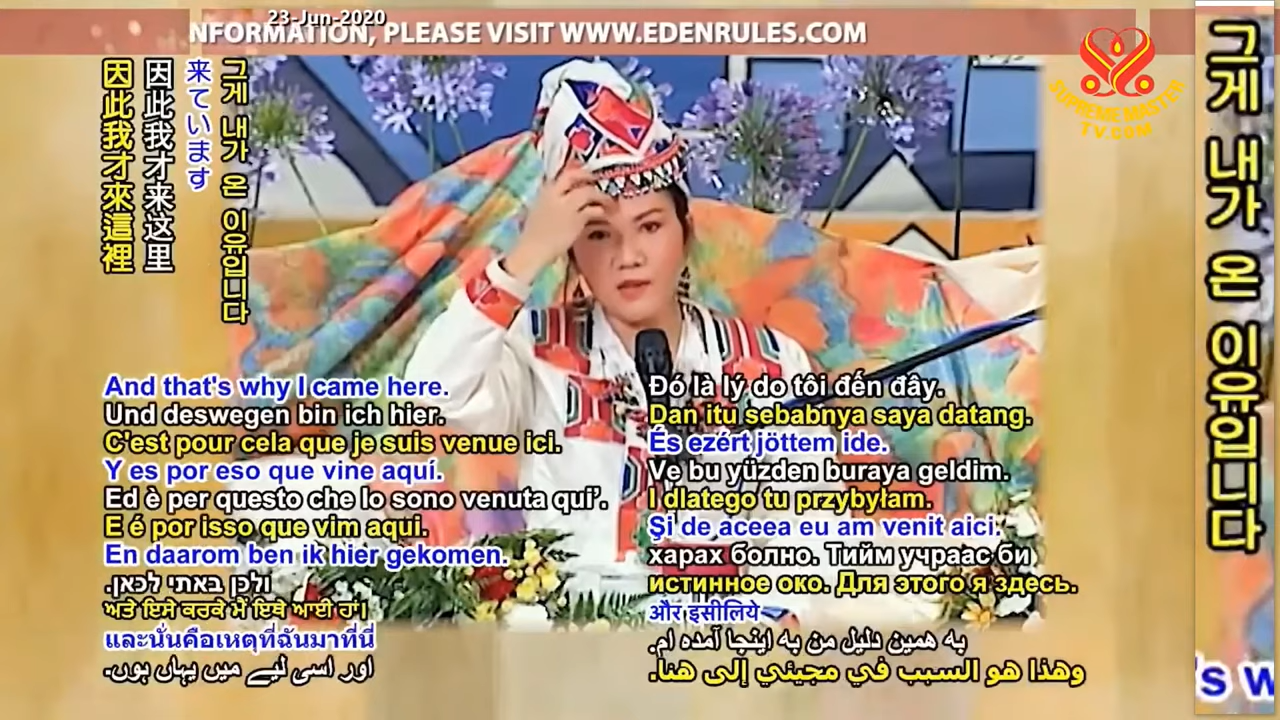 23-Jun-2020
NFORMATION, PLEASE VISIT WWW.EDENRULES.COM
SUPREME MASTER
TV.COM
그게 내가 온 이유입니다
来ています
因此我才来这里
因此我才來這裡
And that's why I came here.
Und deswegen bin ich hier.
C'est pour cela que je suis venue ici.
Y es por eso que vine aquí.
Ed è per questo che Io sono venuta qui'.
E é por isso que vim aqui.
En daarom ben ik hier gekomen.
ולכן באתי לכאן.
ਅਤੇ ਇਸੇ ਕਰਕੇ ਮੈਂ ਇਥੇ ਆਈ ਹਾਂ।
และนั่นคือเหตุที่ฉันมาที่นี่
اور اسی لیے میں یہاں ہوں.
Đó là lý do tôi đến đây.
Dan itu sebabnya saya datang.
És ezért jöttem ide.
Ve bu yüzden buraya geldim.
I dlatego tu przybyłam.
Şi de aceea eu am venit aici.
харах болно. Тийм учраас би
истинное око. Для этого я здесь.
और इसीलिये
به همین دلیل من به اینجا آمده ام.
وهذا هو السبب في مجيئي إلى هنا.
그게 내가 온 이유입니다
's w